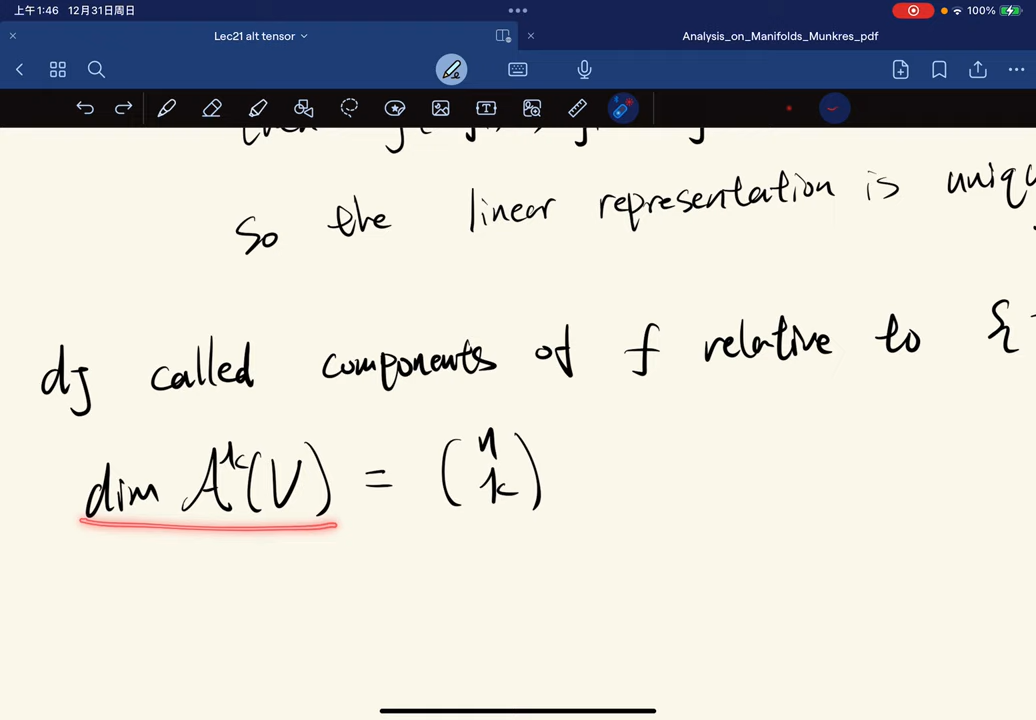 上午1:46 12月31日周日
100%
Lec21 alt tensor
Analysis_on_Manifolds_Munkres_pdf
so the linear representation is uniqu
dJ called components of f relative to {
dim A^k(V) = (n k)